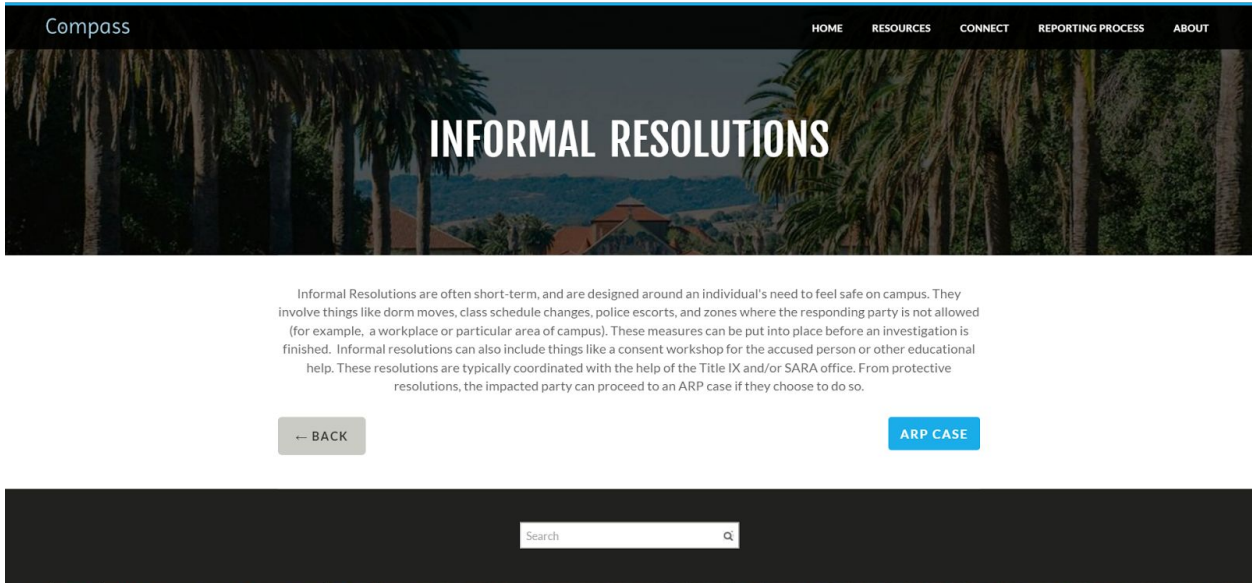 Compass
HOME RESOURCES CONNECT REPORTING PROCESS ABOUT
INFORMAL RESOLUTIONS
Informal Resolutions are often short-term, and are designed around an individual's need to feel safe on campus. They
involve things like dorm moves, class schedule changes, police escorts, and zones where the responding party is not allowed
(for example,  a workplace or particular area of campus). These measures can be put into place before an investigation is
finished.  Informal resolutions can also include things like a consent workshop for the accused person or other educational
help. These resolutions are typically coordinated with the help of the Title IX and/or SARA office. From protective
resolutions, the impacted party can proceed to an ARP case if they choose to do so.
← BACK
ARP CASE
Search